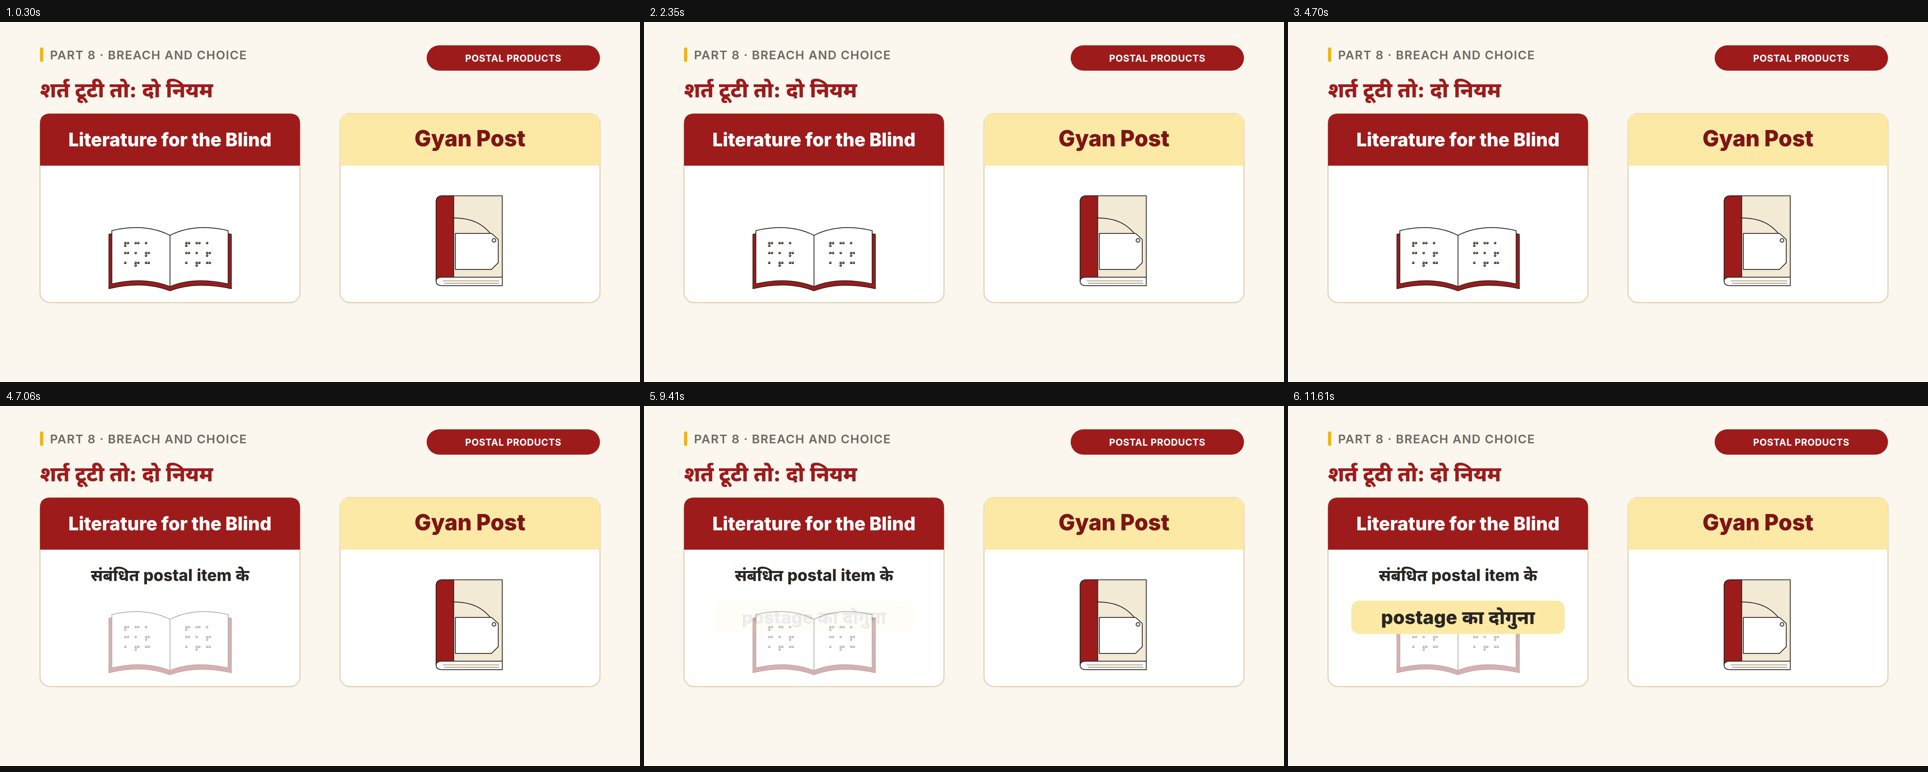 1. 0.30s
PART 8 · BREACH AND CHOICE
POSTAL PRODUCTS
शर्त टूटी तो: दो नियम
Literature for the Blind
Gyan Post
2. 2.35s
PART 8 · BREACH AND CHOICE
POSTAL PRODUCTS
शर्त टूटी तो: दो नियम
Literature for the Blind
Gyan Post
3. 4.70s
PART 8 · BREACH AND CHOICE
POSTAL PRODUCTS
शर्त टूटी तो: दो नियम
Literature for the Blind
Gyan Post
4. 7.06s
PART 8 · BREACH AND CHOICE
POSTAL PRODUCTS
शर्त टूटी तो: दो नियम
Literature for the Blind
Gyan Post
संबंधित postal item के
5. 9.41s
PART 8 · BREACH AND CHOICE
POSTAL PRODUCTS
शर्त टूटी तो: दो नियम
Literature for the Blind
Gyan Post
संबंधित postal item के
postage का दोगुना
6. 11.61s
PART 8 · BREACH AND CHOICE
POSTAL PRODUCTS
शर्त टूटी तो: दो नियम
Literature for the Blind
Gyan Post
संबंधित postal item के
postage का दोगुना